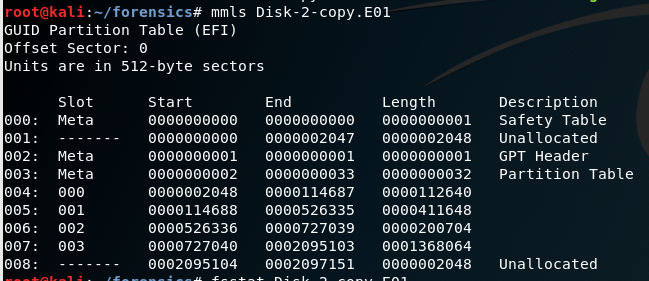 root@kali:~/forensics# mmls Disk-2-copy.E01
GUID Partition Table (EFI)
Offset Sector: 0
Units are in 512-byte sectors
Slot Start End Length Description
000: Meta 0000000000 0000000000 0000000001 Safety Table
001: ------- 0000000000 0000002047 0000002048 Unallocated
002: Meta 0000000001 0000000001 0000000001 GPT Header
003: Meta 0000000002 0000000033 0000000032 Partition Table
004: 000 0000002048 0000114687 0000112640
005: 001 0000114688 0000526335 0000411648
006: 002 0000526336 0000727039 0000200704
007: 003 0000727040 0002095103 0001368064
008: ------- 0002095104 0002097151 0000002048 Unallocated
root@kali:~/forensics# fsstat Disk-2-copy.E01